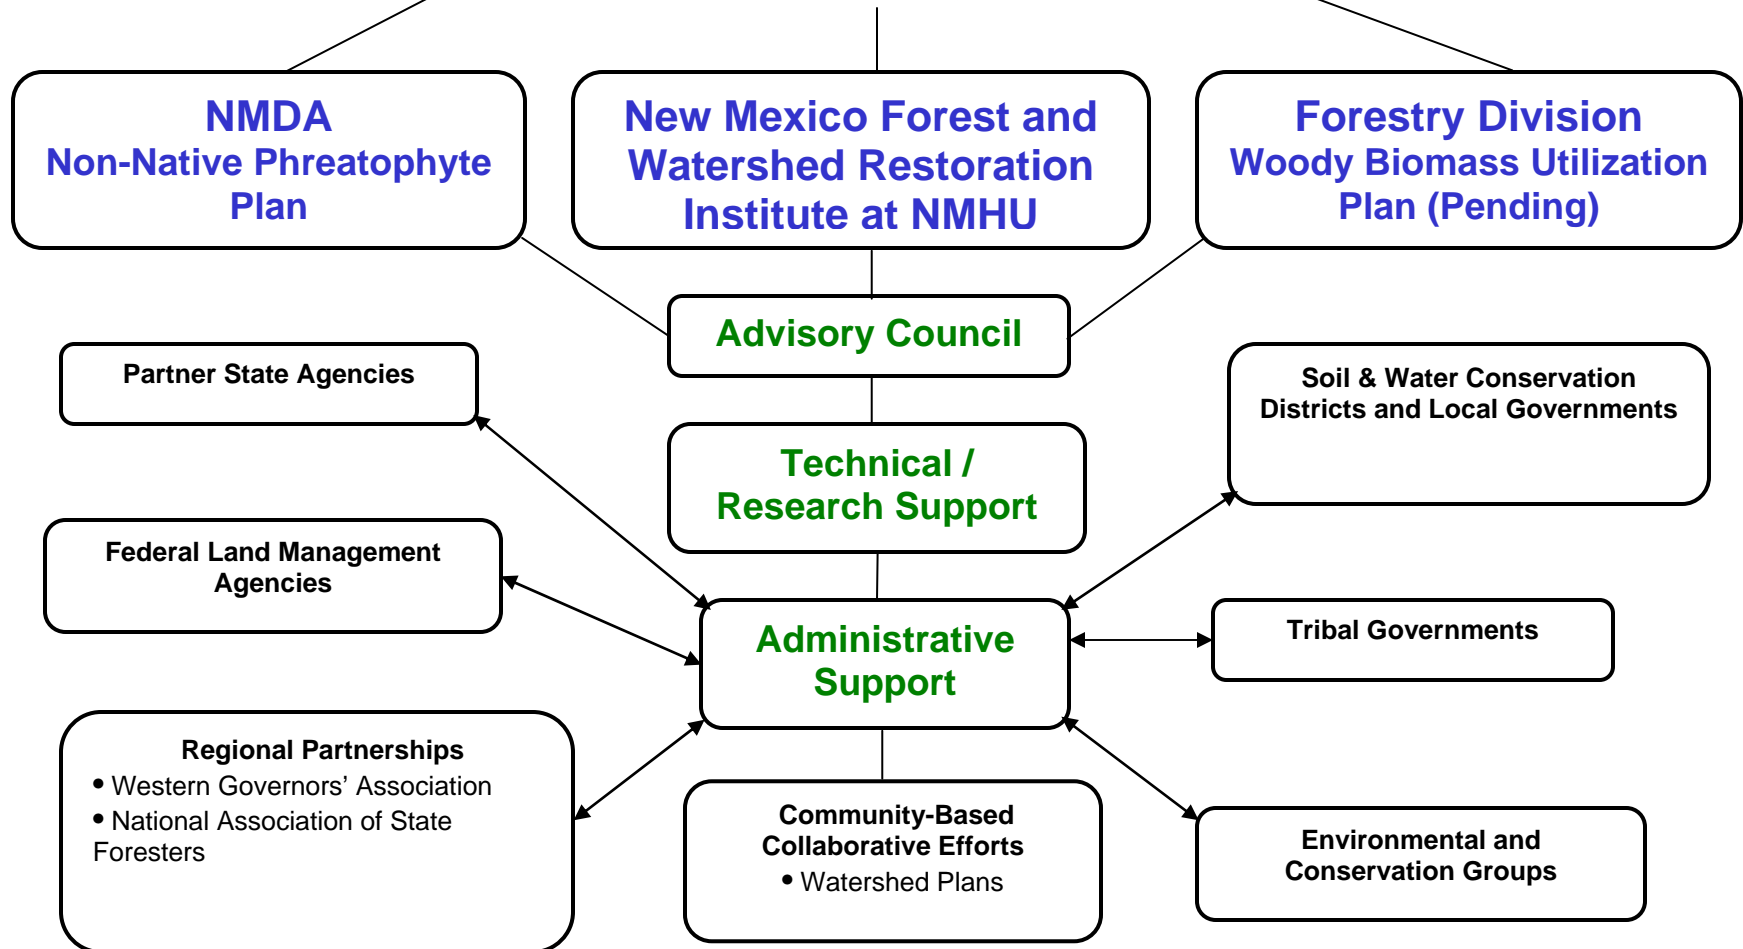 NMDA
Non-Native Phreatophyte
Plan
New Mexico Forest and
Watershed Restoration
Institute at NMHU
Forestry Division
Woody Biomass Utilization
Plan (Pending)
Advisory Council
Partner State Agencies
Soil & Water Conservation
Districts and Local Governments
Technical /
Research Support
Federal Land Management
Agencies
Administrative
Support
Tribal Governments
Regional Partnerships
• Western Governors’ Association
• National Association of State
Foresters
Community-Based
Collaborative Efforts
• Watershed Plans
Environmental and
Conservation Groups